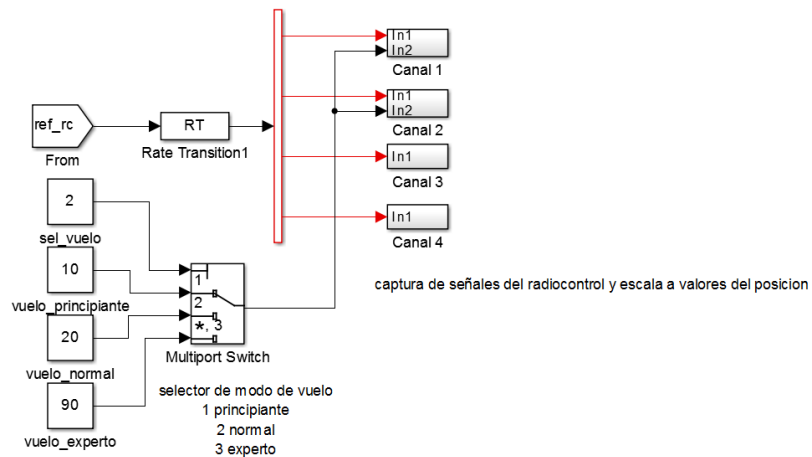 In1
In2
Canal 1
In1
In2
Canal 2
ref_rc
From
RT
Rate Transition1
In1
Canal 3
In1
Canal 4
2
sel_vuelo
10
vuelo_principiante
20
vuelo_normal
90
vuelo_experto
1
2
*, 3
Multiport Switch
captura de señales del radiocontrol y escala a valores del posicion
selector de modo de vuelo
1 principiante
2 normal
3 experto